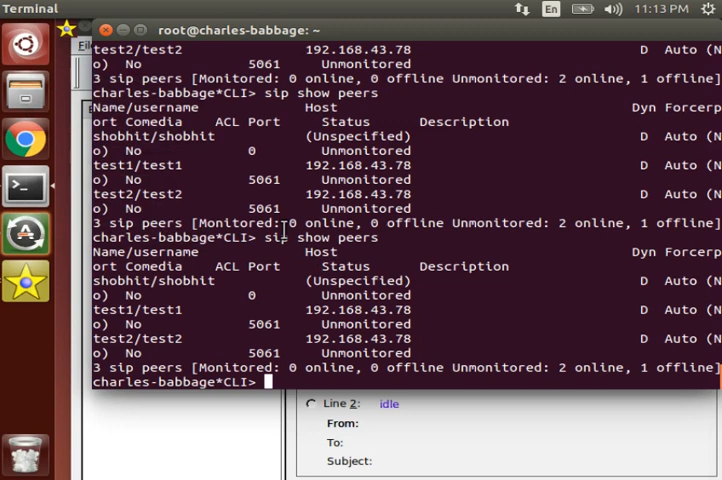 Terminal
En
11:13 PM
root@charles-babbage: ~
test2/test2 192.168.43.78 D Auto (N
o) No 5061 Unmonitored
3 sip peers [Monitored: 0 online, 0 offline Unmonitored: 2 online, 1 offline]
charles-babbage*CLI> sip show peers
Name/username Host Dyn Forcerp
ort Comedia ACL Port Status Description
shobhit/shobhit (Unspecified) D Auto (N
o) No 0 Unmonitored
test1/test1 192.168.43.78 D Auto (N
o) No 5061 Unmonitored
test2/test2 192.168.43.78 D Auto (N
o) No 5061 Unmonitored
3 sip peers [Monitored: 0 online, 0 offline Unmonitored: 2 online, 1 offline]
charles-babbage*CLI> sip show peers
Name/username Host Dyn Forcerp
ort Comedia ACL Port Status Description
shobhit/shobhit (Unspecified) D Auto (N
o) No 0 Unmonitored
test1/test1 192.168.43.78 D Auto (N
o) No 5061 Unmonitored
test2/test2 192.168.43.78 D Auto (N
o) No 5061 Unmonitored
3 sip peers [Monitored: 0 online, 0 offline Unmonitored: 2 online, 1 offline]
charles-babbage*CLI>
Line 2: idle
From:
To:
Subject: